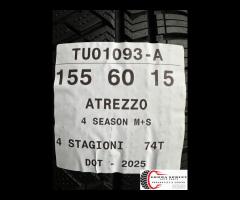 TU01093-A
155 60 15
ATREZZO
4 SEASON M+S
4 STAGIONI 74T
DOT - 2025